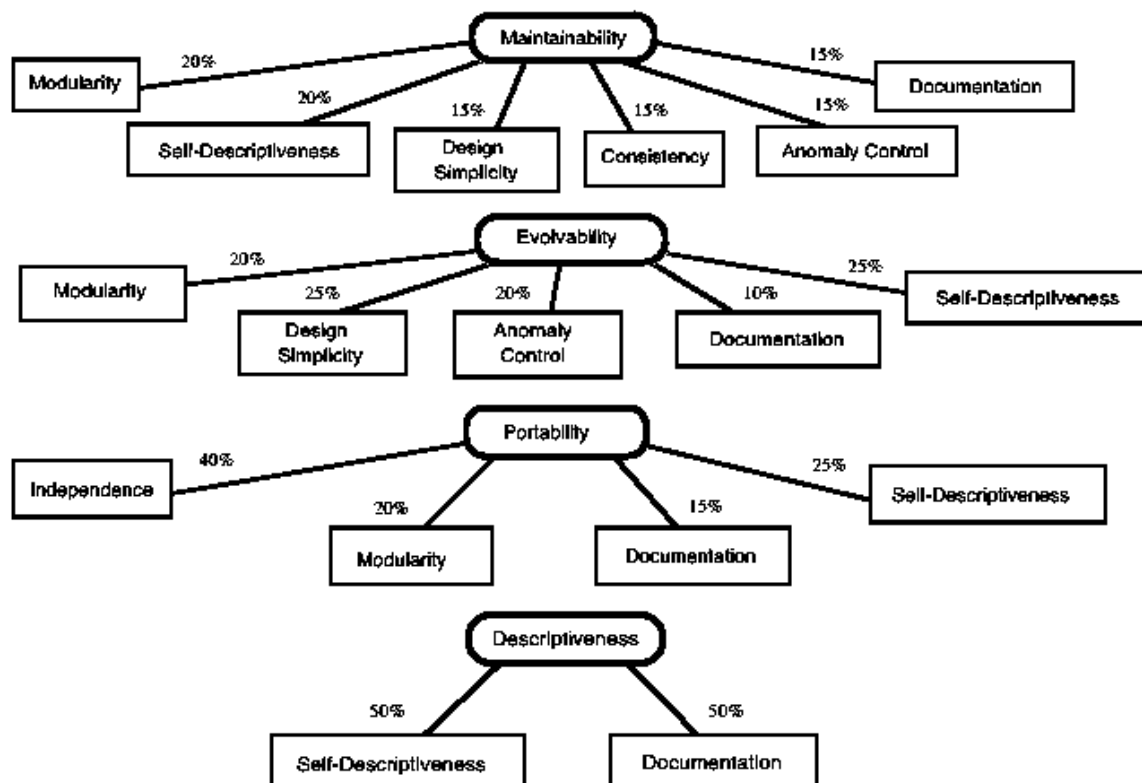 Maintainability
20%
15%
Modularity
Documentation
20%
15%
15%
15%
Self-Descriptiveness
Design
Simplicity
Consistency
Anomaly Control
Evolvability
20%
25%
Modularity
Self-Descriptiveness
25%
20%
10%
Design
Simplicity
Anomaly
Control
Documentation
Portability
40%
25%
Independence
Self-Descriptiveness
20%
15%
Modularity
Documentation
Descriptiveness
50%
50%
Self-Descriptiveness
Documentation